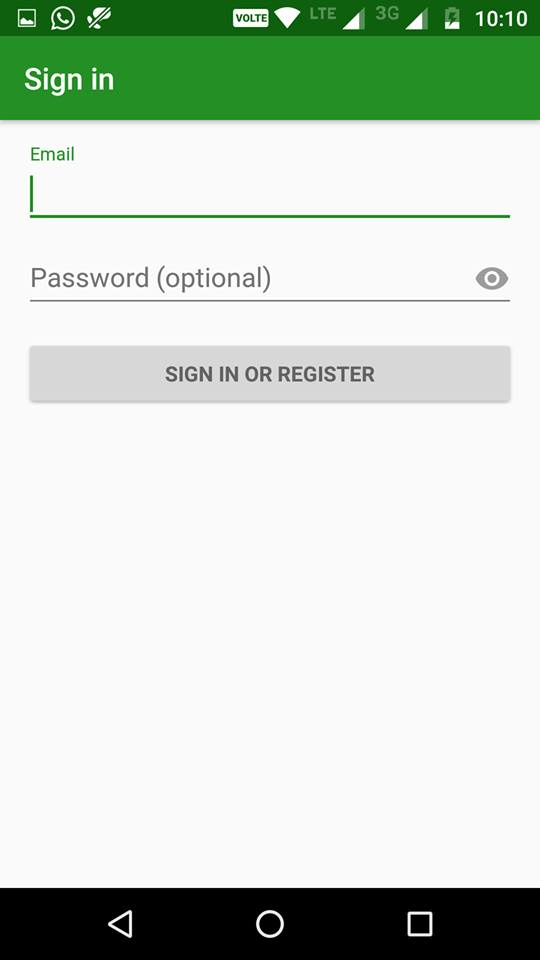 VOLTE LTE 3G 10:10
Sign in
Email
Password (optional)
SIGN IN OR REGISTER